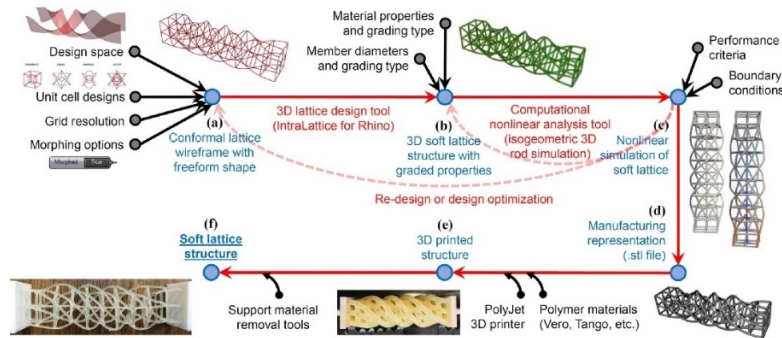 Design space
Unit cell designs
Grid resolution
Morphing options
Morphed True
Material properties
and grading type
Member diameters
and grading type
Performance
criteria
Boundary
conditions
3D lattice design tool
(IntraLattice for Rhino)
Computational
nonlinear analysis tool
(isogeometric 3D
rod simulation)
(a)
Conformal lattice
wireframe with
freeform shape
(b)
3D soft lattice
structure with
graded properties
(c)
Nonlinear
simulation of
soft lattice
Re-design or design optimization
(d)
Manufacturing
representation
(.stl file)
(e)
3D printed
structure
(f)
Soft lattice
structure
Support material
removal tools
PolyJet
3D printer
Polymer materials
(Vero, Tango, etc.)